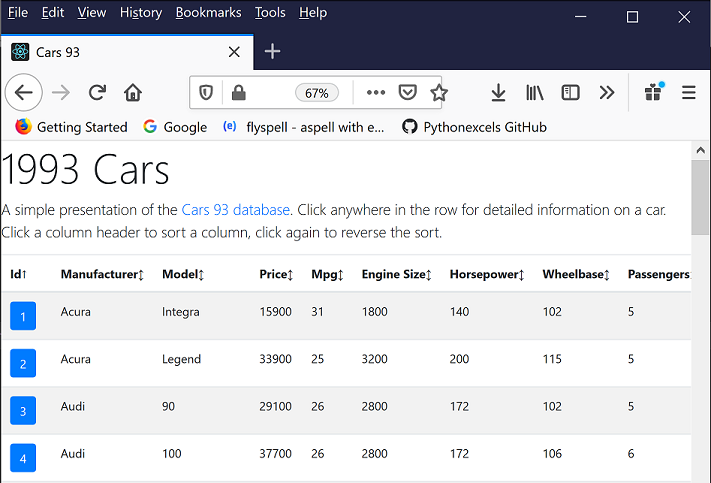 File Edit View History Bookmarks Tools Help
Cars 93
67%
Getting Started Google (e) flyspell - aspell with e... Pythonexcels GitHub
1993 Cars
A simple presentation of the Cars 93 database. Click anywhere in the row for detailed information on a car.
Click a column header to sort a column, click again to reverse the sort.
Id↑ Manufacturer↕ Model↕ Price↕ Mpg↕ Engine Size↕ Horsepower↕ Wheelbase↕ Passengers
1 Acura Integra 15900 31 1800 140 102 5
2 Acura Legend 33900 25 3200 200 115 5
3 Audi 90 29100 26 2800 172 102 5
4 Audi 100 37700 26 2800 172 106 6